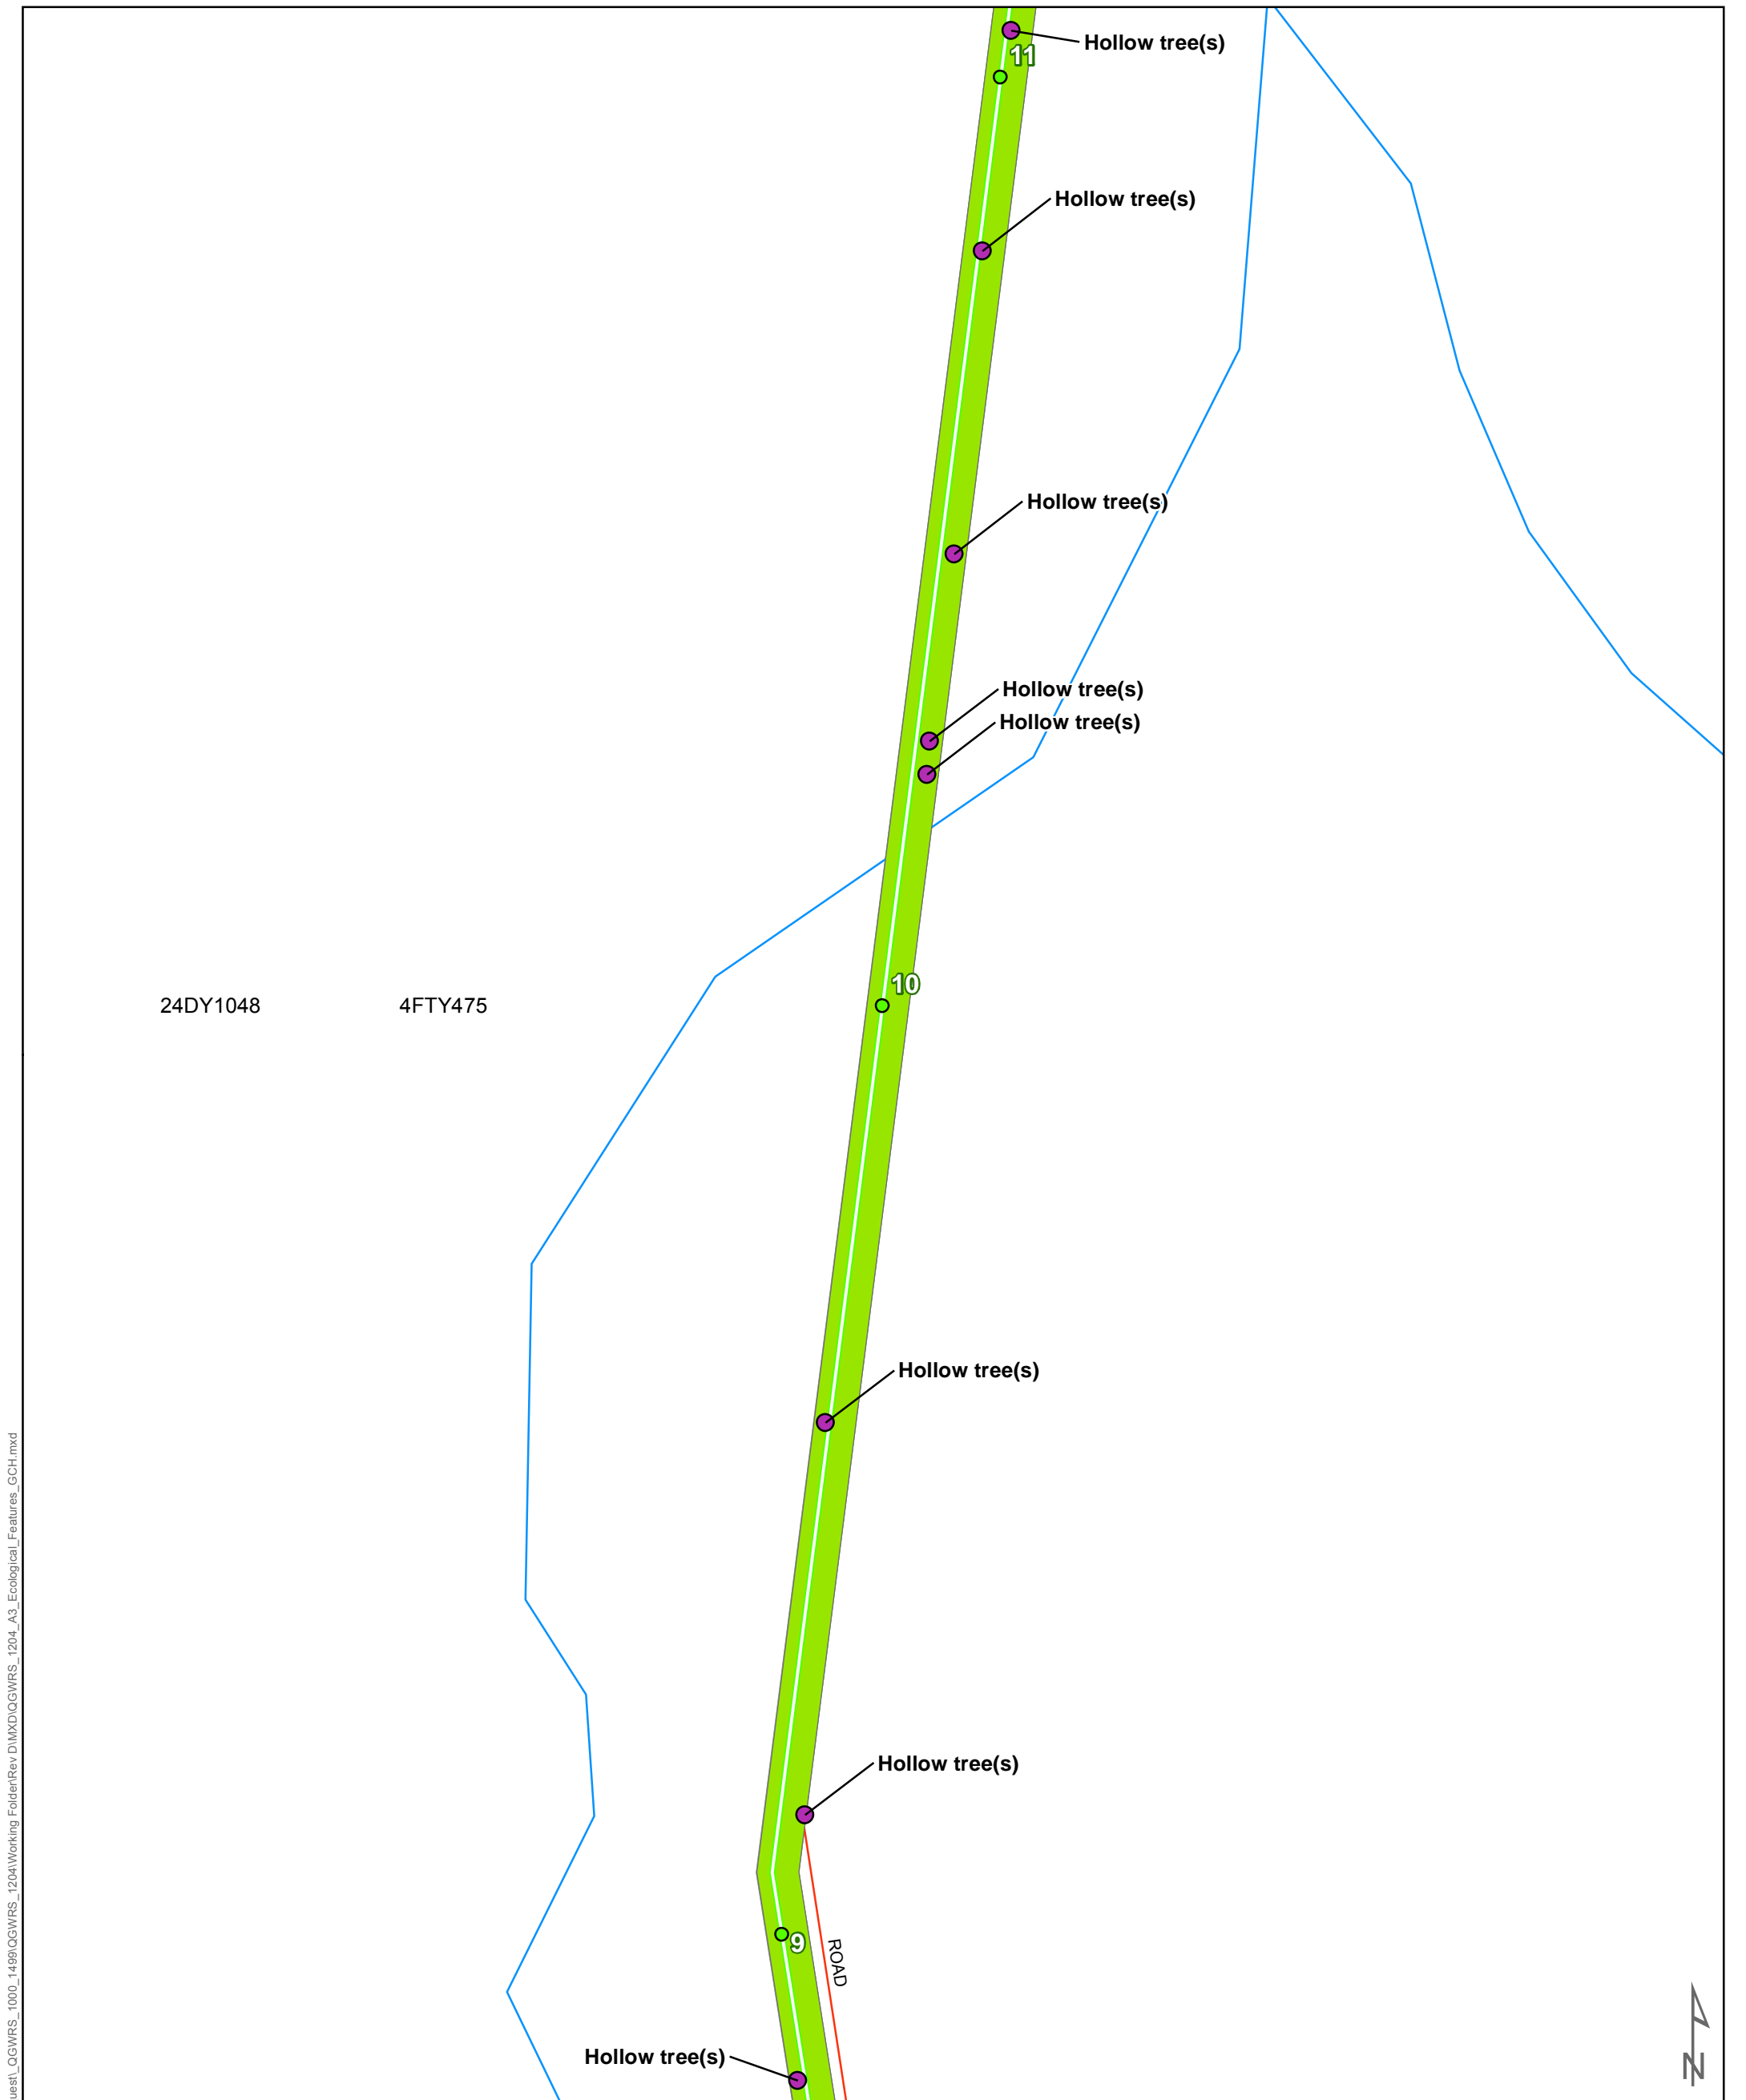 Hollow tree(s)
11
Hollow tree(s)
Hollow tree(s)
Hollow tree(s)
Hollow tree(s)
10
24DY1048
4FTY475
Hollow tree(s)
Hollow tree(s)
9
ROAD
Hollow tree(s)
N
uest\_QGWRS_1000_1499\QGWRS_1204\Working Folder\Rev D\MXD\QGWRS_1204_A3_Ecological_Features_GCH.mxd